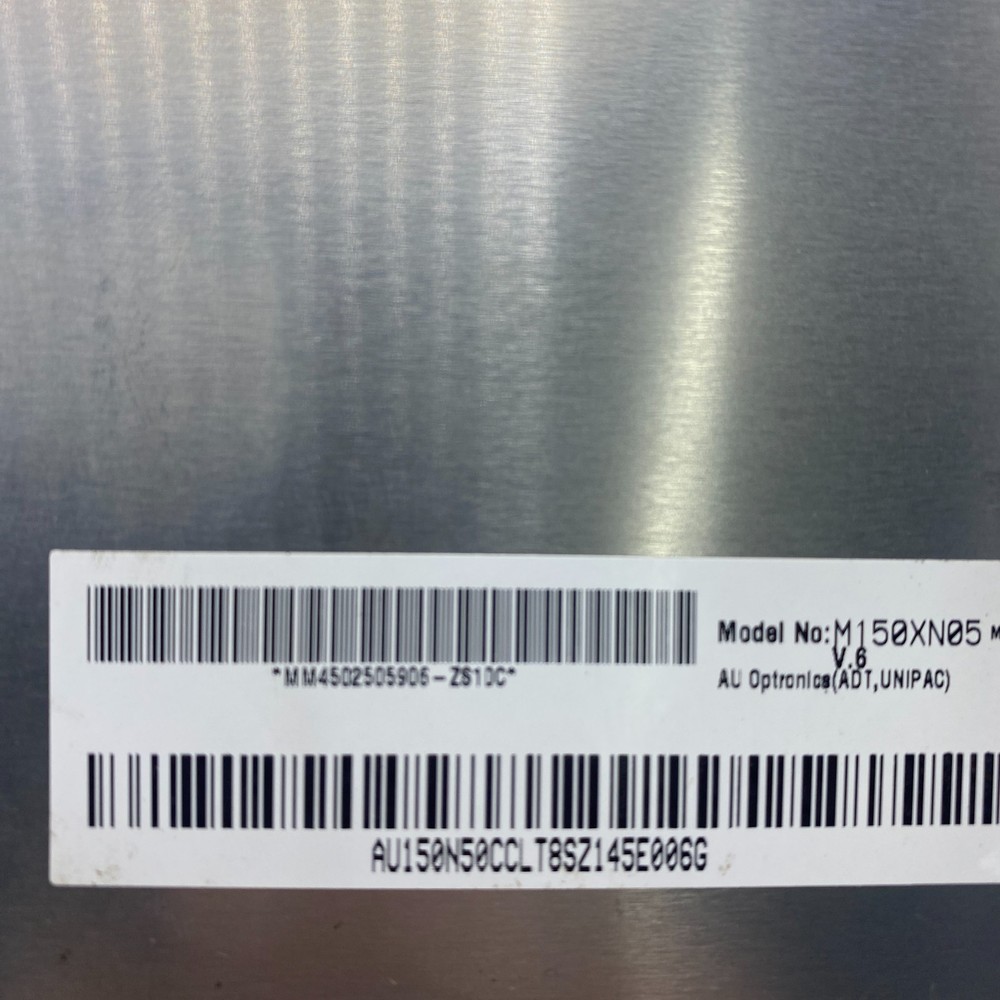 *MM4502505906-ZS10C*
Model No:M150XN05
V.6
AU Optronics(ADT,UNIPAC)
AU150N50CCLT8SZ145E006G